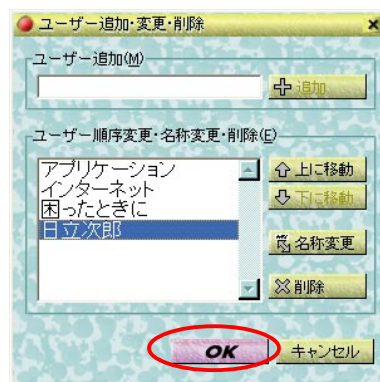 ユーザー追加・変更・削除
ユーザー追加(M)
追加
ユーザー順序変更・名称変更・削除(E)
アプリケーション
インターネット
困ったときに
日立次郎
上に移動
下に移動
名称変更
削除
OK
キャンセル